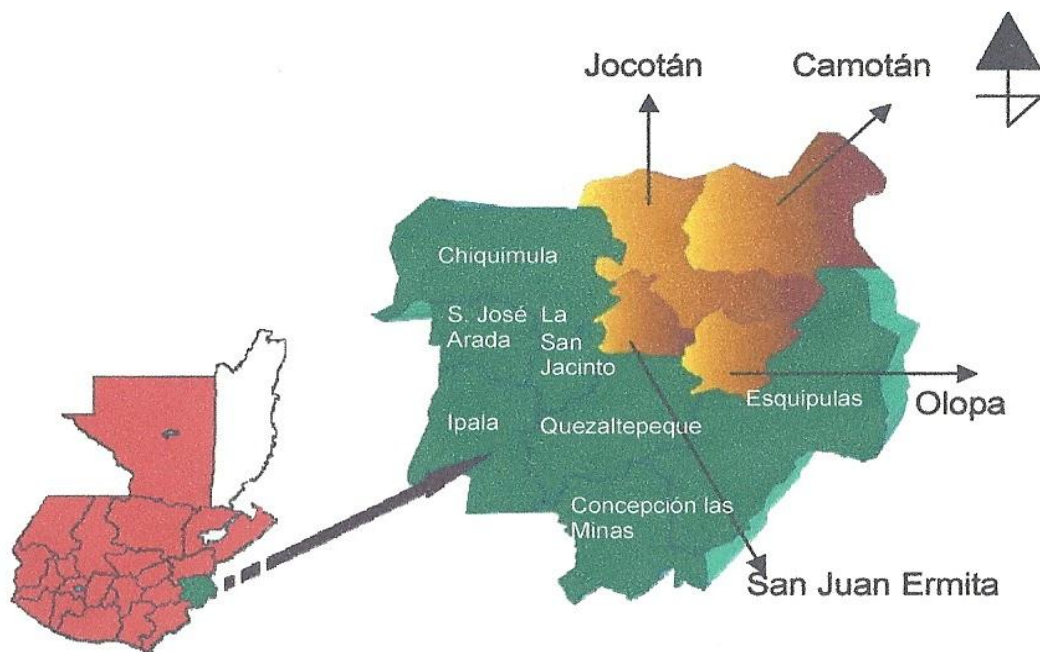 Jocotán
Camotán
Chiquimula
S. José La
Arada San
Jacinto
Ipala
Quezaltepeque
Esquipulas
Olopa
Concepción las
Minas
San Juan Ermita